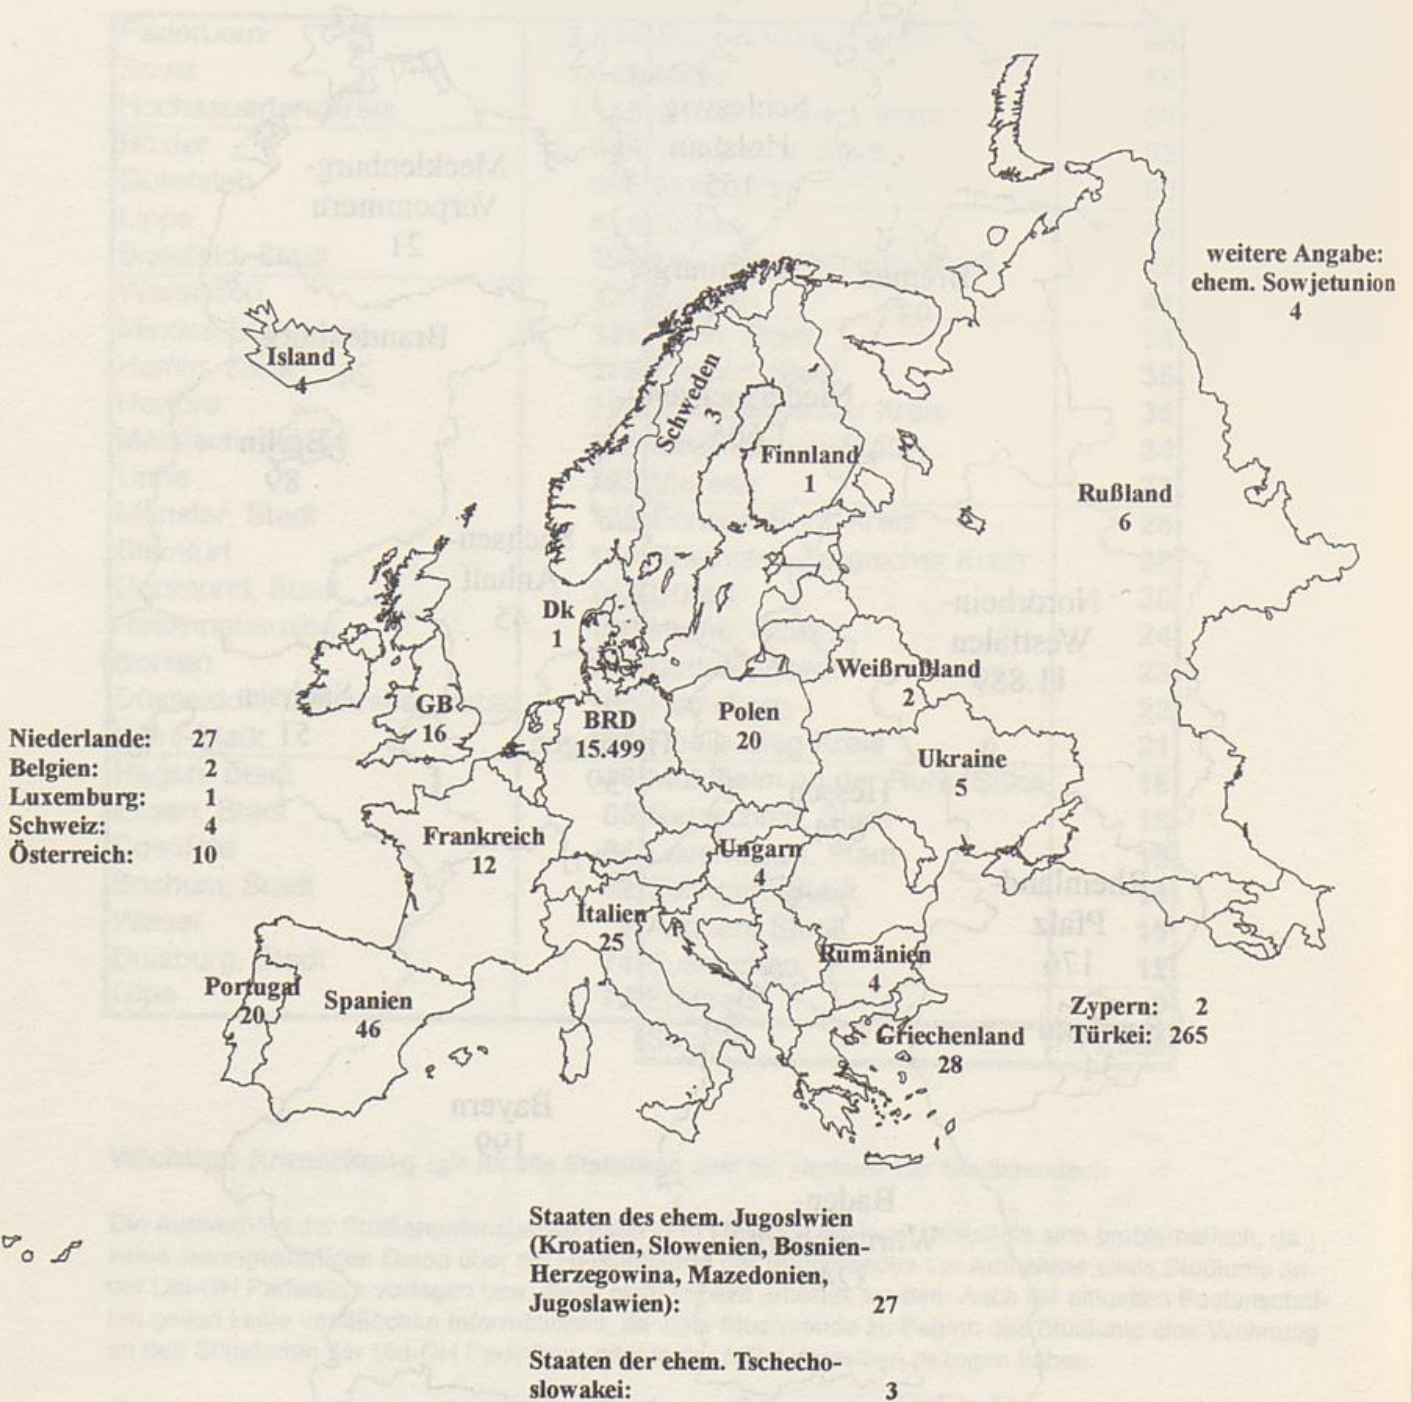 weitere Angabe:
ehem. Sowjetunion
4
Island
4
Schweden
3
Finnland
1
Rußland
6
Dk
1
GB
16
BRD
15.499
Polen
20
Weißrußland
2
Ukraine
5
Niederlande: 27
Belgien: 2
Luxemburg: 1
Schweiz: 4
Österreich: 10
Frankreich
12
Ungarn
4
Italien
25
Rumänien
4
Portugal
20
Spanien
46
Griechenland
28
Zypern: 2
Türkei: 265
Staaten des ehem. Jugoslwien
(Kroatien, Slowenien, Bosnien-
Herzegowina, Mazedonien,
Jugoslawien): 27
Staaten der ehem. Tschecho-
slowakei: 3